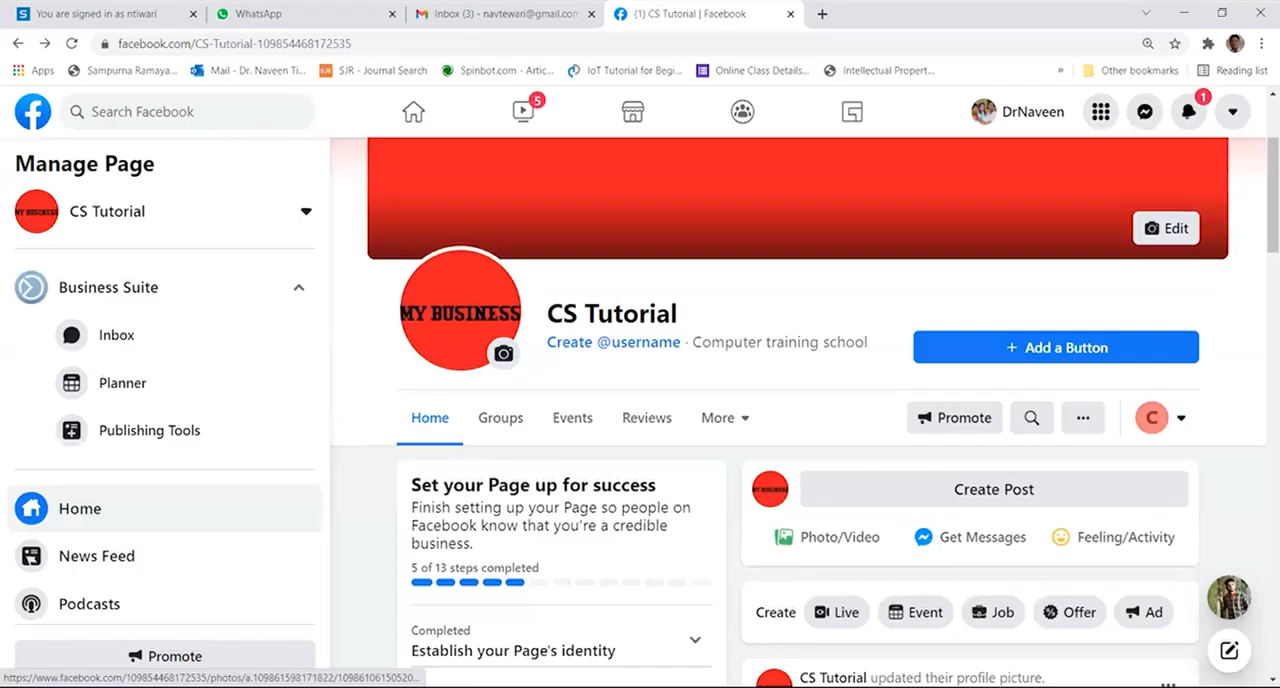 You are signed in as ntiwari
WhatsApp
Inbox (3) - navtewari@gmail.com
(1) CS Tutorial | Facebook
facebook.com/CS-Tutorial-109854468172535
Apps
Sampurna Ramaya...
Mail - Dr. Naveen Ti...
SJR - Journal Search
Spinbot.com - Artic...
IoT Tutorial for Begi...
Online Class Details...
Intellectual Propert...
»
Other bookmarks
Reading list
Search Facebook
5
DrNaveen
1
Manage Page
MY BUSINESS
CS Tutorial
Edit
Business Suite
Inbox
Planner
Publishing Tools
MY BUSINESS
CS Tutorial
Create @username · Computer training school
+ Add a Button
Home
Groups
Events
Reviews
More
Promote
C
Home
News Feed
Podcasts
Promote
Set your Page up for success
Finish setting up your Page so people on
Facebook know that you're a credible
business.
5 of 13 steps completed
Completed
Establish your Page's identity
MY BUSINESS
Create Post
Photo/Video
Get Messages
Feeling/Activity
Create
Live
Event
Job
Offer
Ad
CS Tutorial updated their profile picture.
https://www.facebook.com/109854468172535/photos/a.109861598171822/10986106150520...